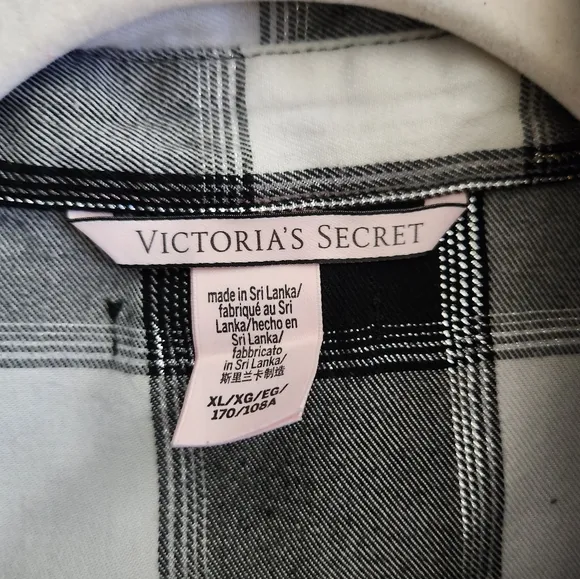 VICTORIA'S SECRET
made in Sri Lanka/
fabriqué au Sri
Lanka/hecho en
Sri Lanka/
fabbricato
in Sri Lanka/
斯里兰卡制造
XL/XG/EG/
170/108A